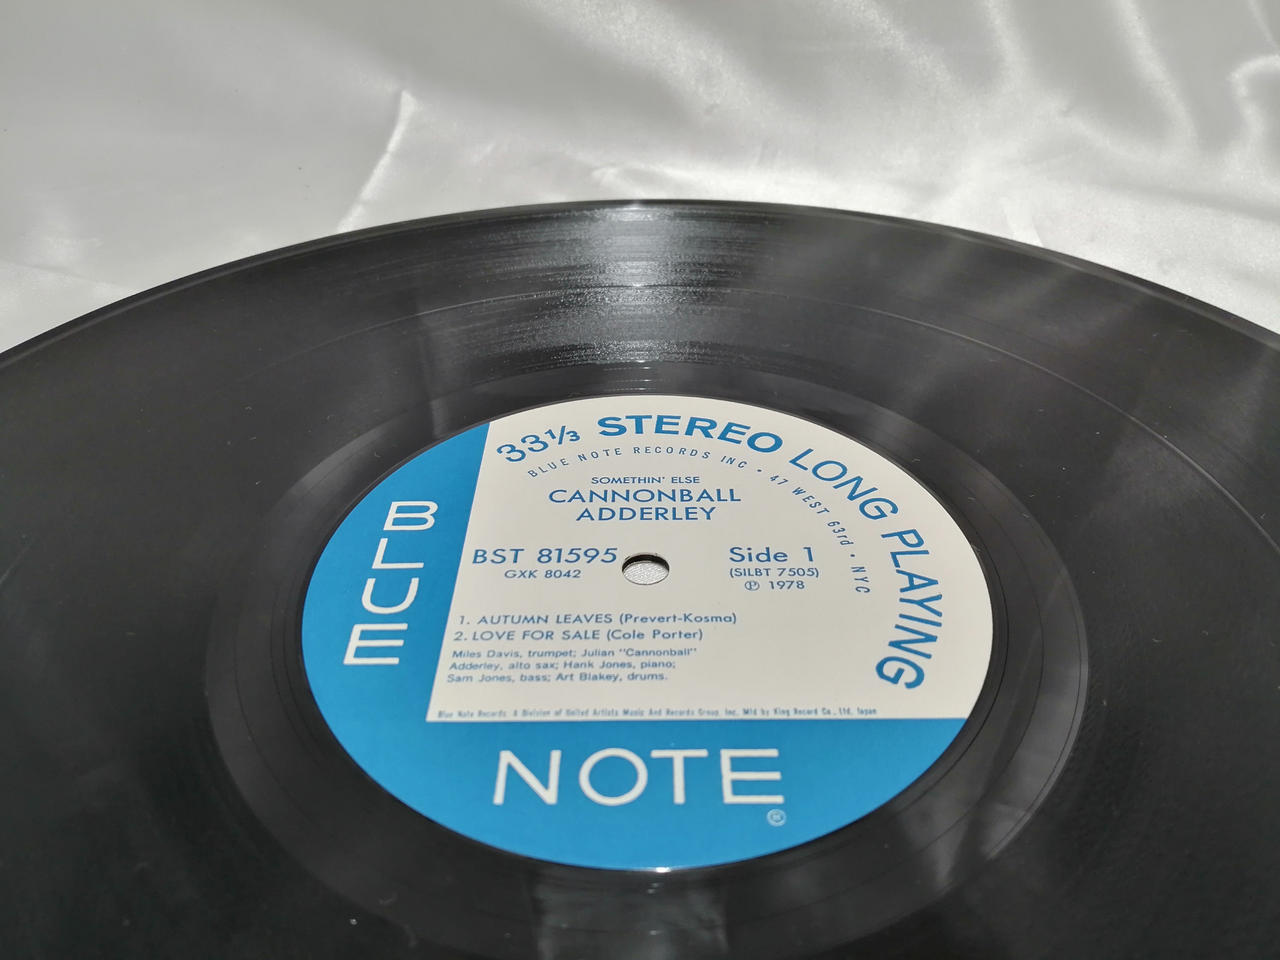 33⅓ STEREO LONG PLAYING
BLUE NOTE RECORDS INC • 47 WEST 63rd • NYC
SOMETHIN' ELSE
CANNONBALL
ADDERLEY
BST 81595
GXK 8042
Side 1
(SILBT 7505)
Ⓟ 1978
1. AUTUMN LEAVES (Prevert-Kosma)
2. LOVE FOR SALE (Cole Porter)
Miles Davis, trumpet; Julian "Cannonball"
Adderley, alto sax; Hank Jones, piano;
Sam Jones, bass; Art Blakey, drums.
Blue Note Records. A Division of United Artists Music And Records Group, Inc. Mfd by King Record Co., Ltd. Japan
BLUE
NOTE
®